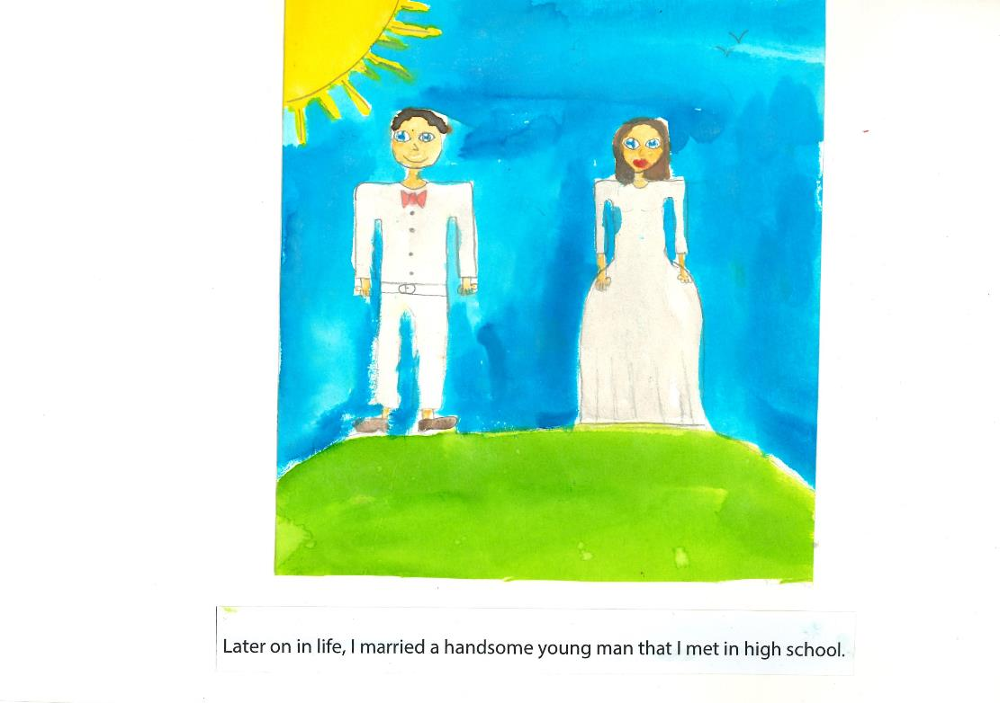 Later on in life, I married a handsome young man that I met in high school.